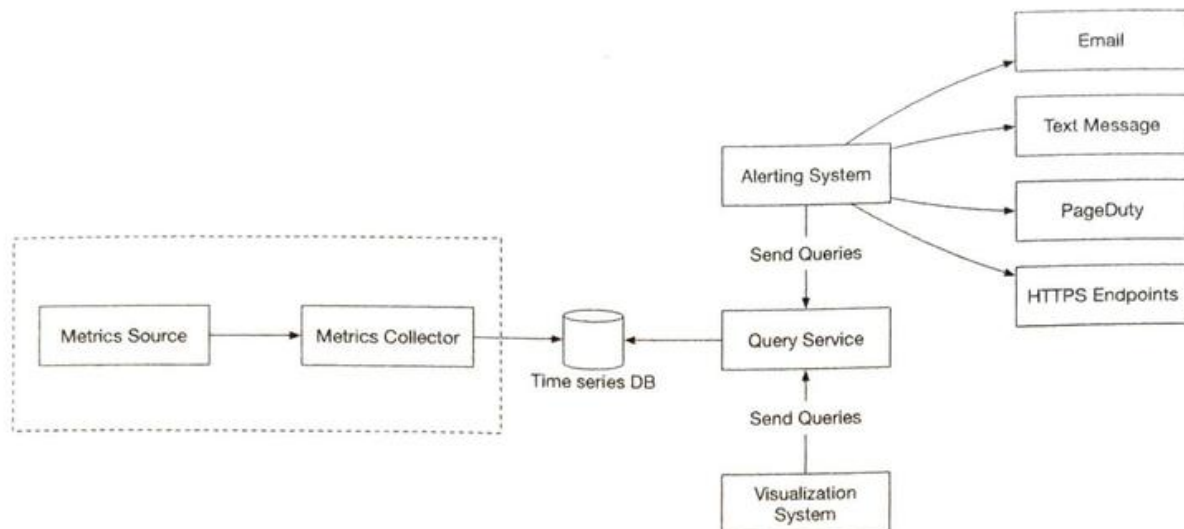 Email
Text Message
Alerting System
PageDuty
Send Queries
HTTPS Endpoints
Metrics Source
Metrics Collector
Query Service
Time series DB
Send Queries
Visualization
System